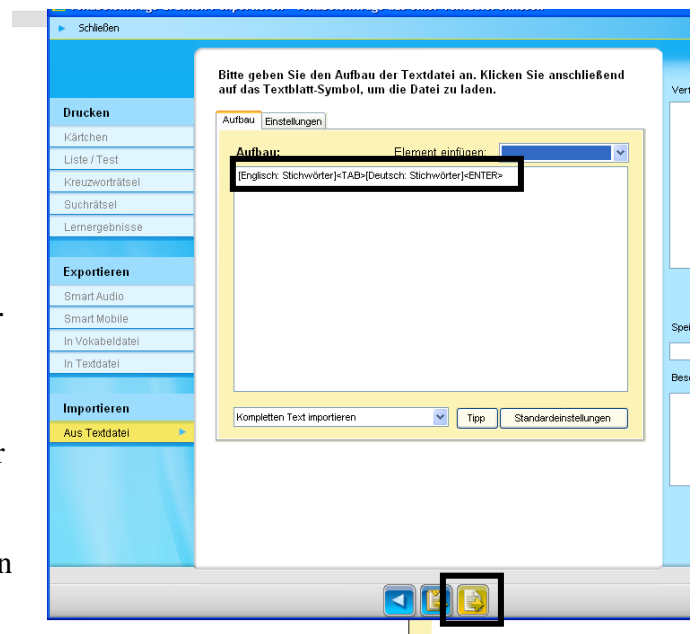 Schließen
Bitte geben Sie den Aufbau der Textdatei an. Klicken Sie anschließend
auf das Textblatt-Symbol, um die Datei zu laden.
Aufbau Einstellungen
Aufbau: Element einfügen:
[Englisch: Stichwörter]<TAB>[Deutsch: Stichwörter]<ENTER>
Kompletten Text importieren Tipp Standardeinstellungen
Drucken
Kärtchen
Liste / Test
Kreuzworträtsel
Suchrätsel
Lernergebnisse
Exportieren
Smart Audio
Smart Mobile
In Vokabeldatei
In Textdatei
Importieren
Aus Textdatei
Spei
.
r
n